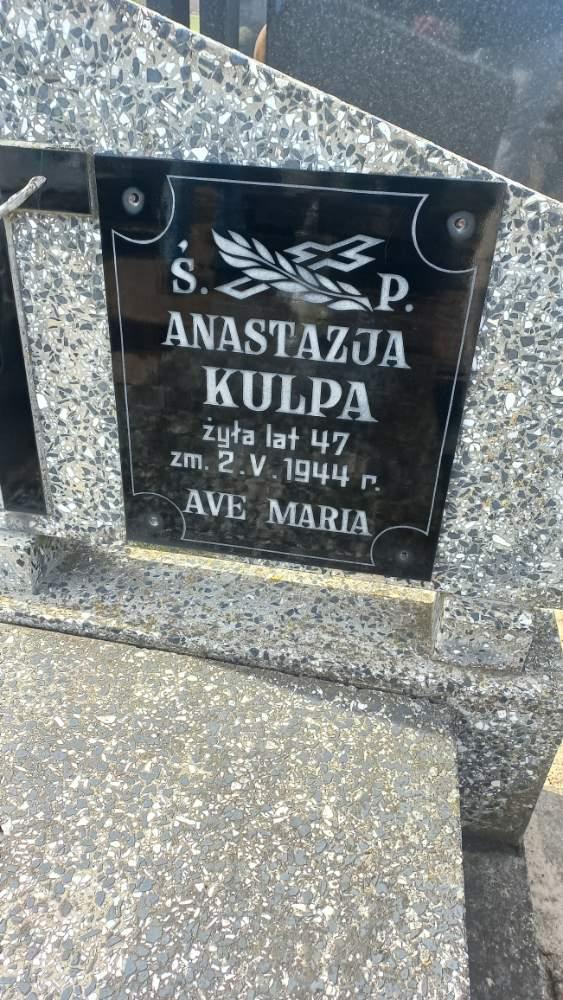 Ś. P.
ANASTAZJA
KULPA
żyła lat 47
zm. 2.V.1944 r.
AVE MARIA